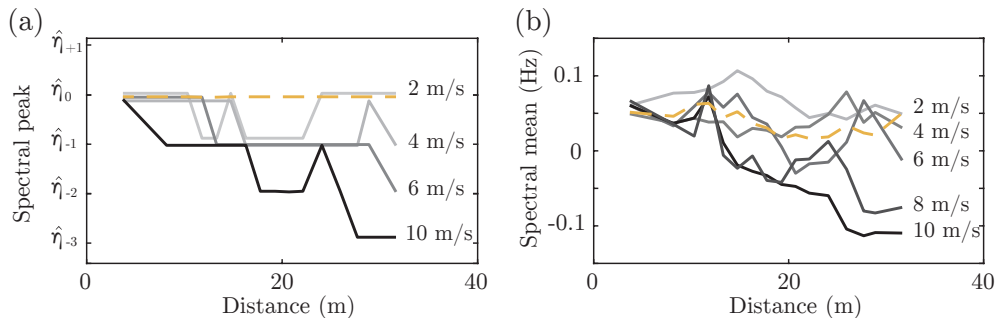 (a)
Spectral peak
η̂+1
η̂0
η̂-1
η̂-2
η̂-3
2 m/s
4 m/s
6 m/s
10 m/s
0
20
40
Distance (m)
(b)
Spectral mean (Hz)
0.1
0
-0.1
2 m/s
4 m/s
6 m/s
8 m/s
10 m/s
0
20
40
Distance (m)